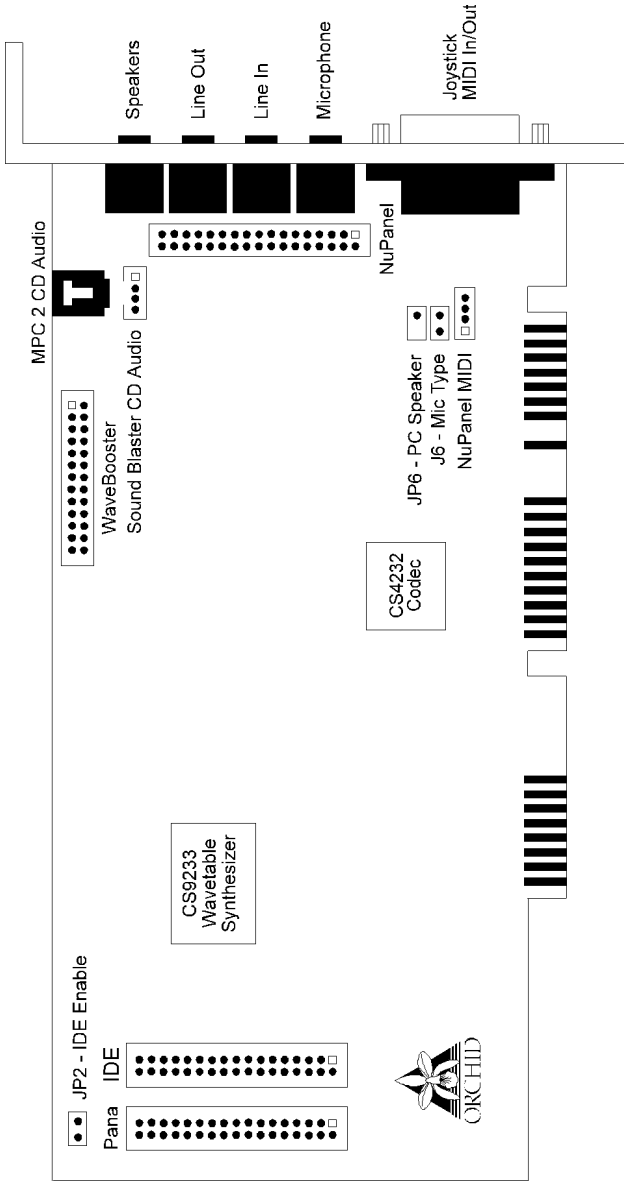 Speakers
Line Out
Line In
Microphone
Joystick
MIDI In/Out
MPC 2 CD Audio
NuPanel
WaveBooster
Sound Blaster CD Audio
JP6 - PC Speaker
J6 - Mic Type
NuPanel MIDI
CS4232
Codec
CS9233
Wavetable
Synthesizer
JP2 - IDE Enable
IDE
Pana
ORCHID